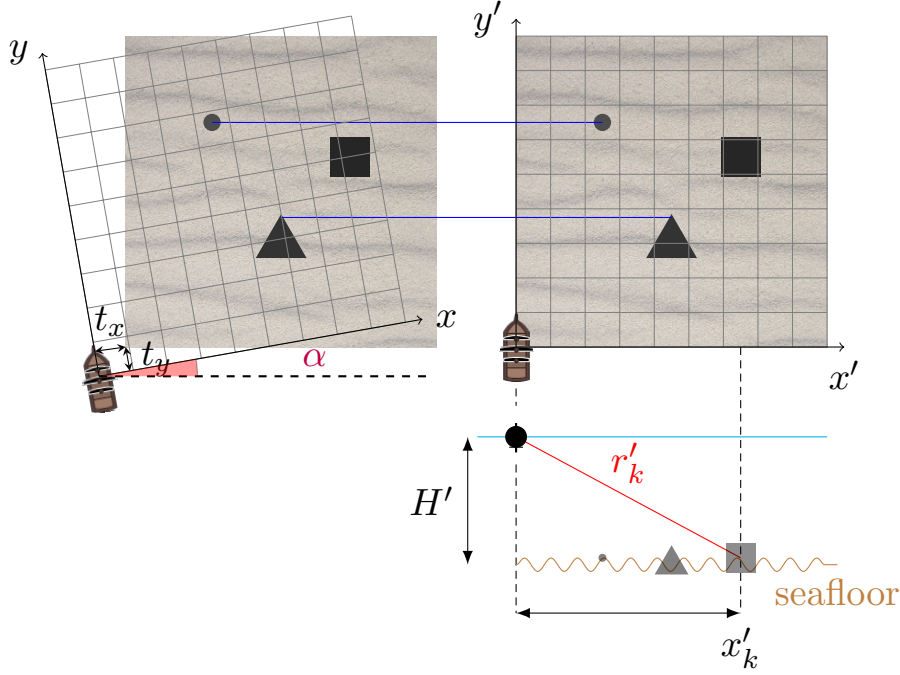 y
y′
t_x
t_y
x
α
x′
r′_k
H′
seafloor
x′_k